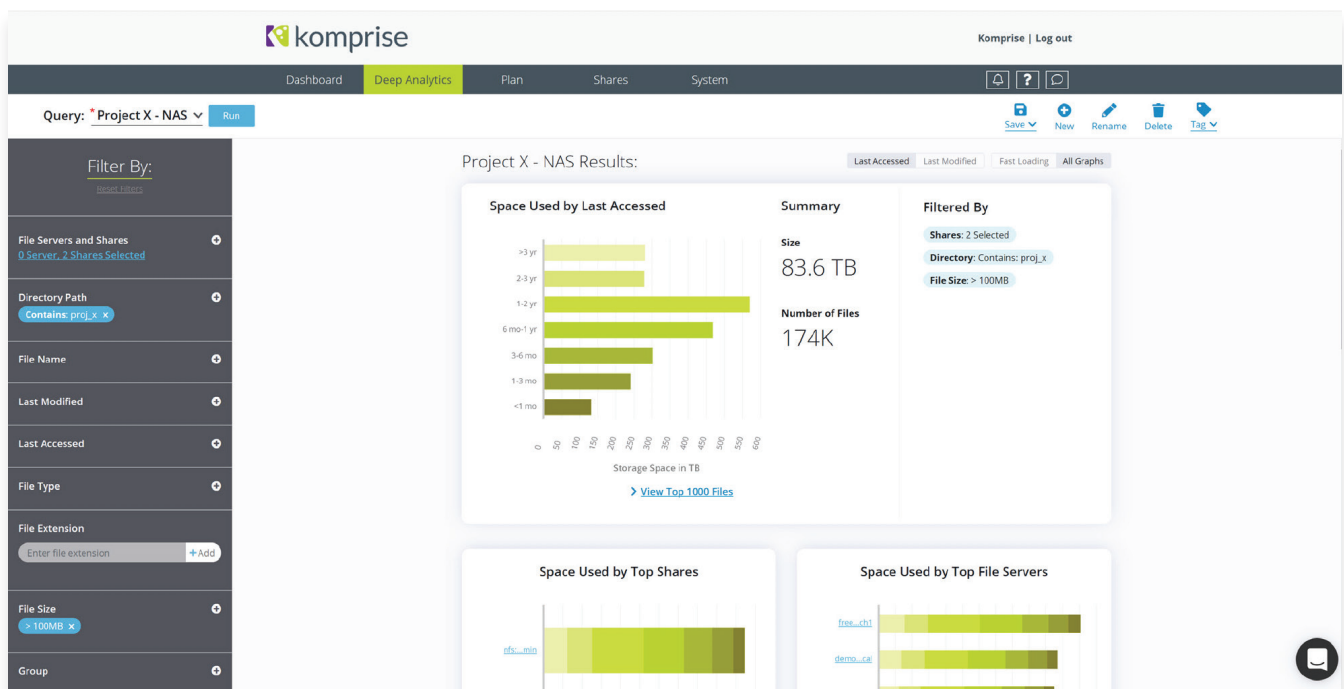 komprise
Komprise | Log out
Dashboard Deep Analytics Plan Shares System
?
Query: * Project X - NAS Run
Save New Rename Delete Tag
Filter By:
Reset Filters
File Servers and Shares
0 Server, 2 Shares Selected
Directory Path
Contains: proj_x x
File Name
Last Modified
Last Accessed
File Type
File Extension
Enter file extension +Add
File Size
> 100MB x
Group
Project X - NAS Results:
Last Accessed Last Modified Fast Loading All Graphs
Space Used by Last Accessed
>3 yr
2-3 yr
1-2 yr
6 mo-1 yr
3-6 mo
1-3 mo
<1 mo
0 50 100 150 200 250 300 350 400 450 500 550 600
Storage Space in TB
View Top 1000 Files
Summary
Size
83.6 TB
Number of Files
174K
Filtered By
Shares: 2 Selected
Directory: Contains: proj_x
File Size: > 100MB
Space Used by Top Shares
nfs:...min
Space Used by Top File Servers
free...ch1
demo...cal